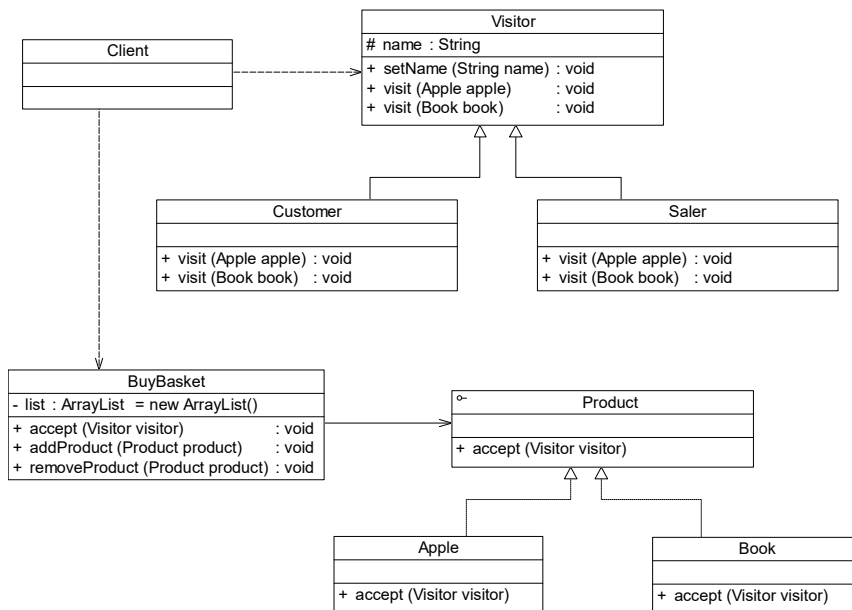 Client
Visitor
# name : String
+ setName (String name) : void
+ visit (Apple apple) : void
+ visit (Book book) : void
Customer
+ visit (Apple apple) : void
+ visit (Book book) : void
Saler
+ visit (Apple apple) : void
+ visit (Book book) : void
BuyBasket
- list : ArrayList = new ArrayList()
+ accept (Visitor visitor) : void
+ addProduct (Product product) : void
+ removeProduct (Product product) : void
Product
+ accept (Visitor visitor)
Apple
+ accept (Visitor visitor)
Book
+ accept (Visitor visitor)